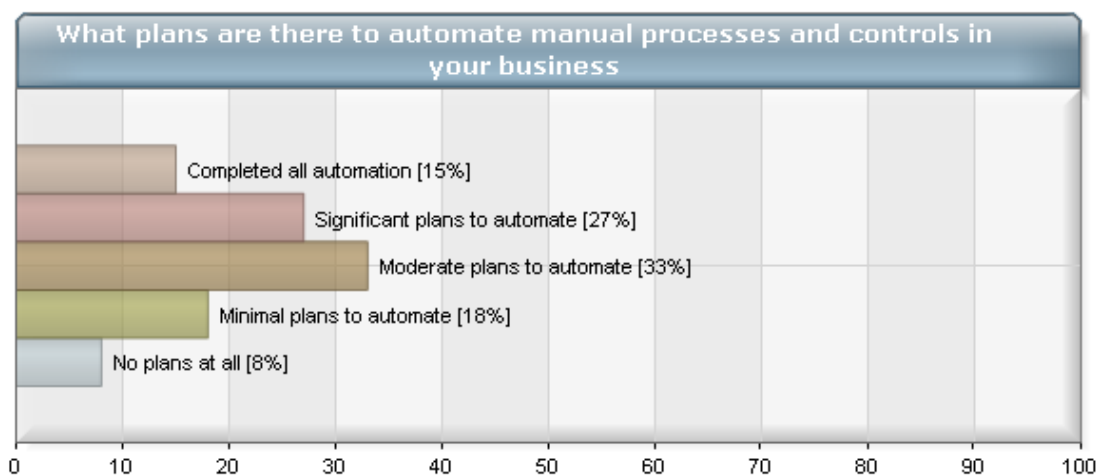 What plans are there to automate manual processes and controls in
your business
Completed all automation [15%]
Significant plans to automate [27%]
Moderate plans to automate [33%]
Minimal plans to automate [18%]
No plans at all [8%]
0 10 20 30 40 50 60 70 80 90 100